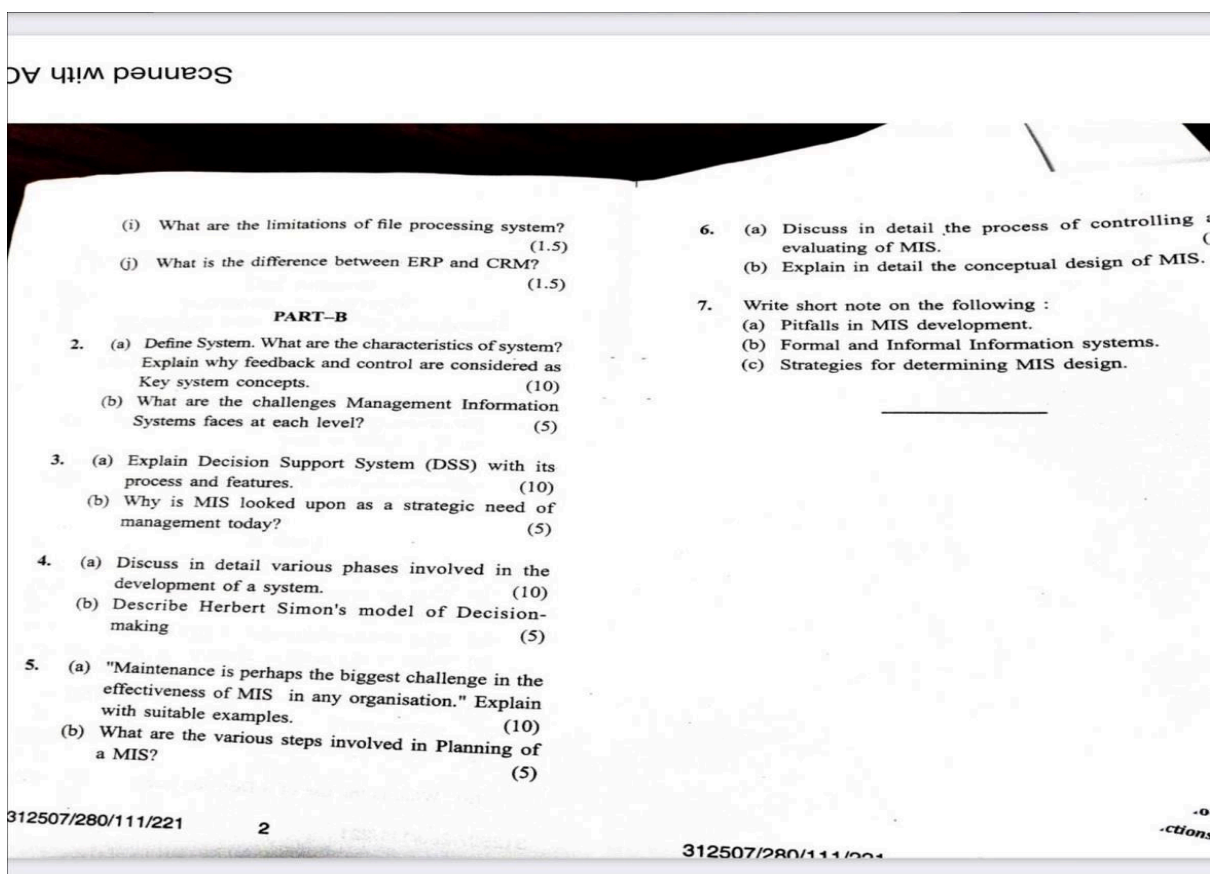 Scanned with AC
(i) What are the limitations of file processing system?
(1.5)
(j) What is the difference between ERP and CRM?
(1.5)
PART–B
2. (a) Define System. What are the characteristics of system?
Explain why feedback and control are considered as
Key system concepts. (10)
(b) What are the challenges Management Information
Systems faces at each level? (5)
3. (a) Explain Decision Support System (DSS) with its
process and features. (10)
(b) Why is MIS looked upon as a strategic need of
management today? (5)
4. (a) Discuss in detail various phases involved in the
development of a system. (10)
(b) Describe Herbert Simon's model of Decision-
making (5)
5. (a) "Maintenance is perhaps the biggest challenge in the
effectiveness of MIS in any organisation." Explain
with suitable examples. (10)
(b) What are the various steps involved in Planning of
a MIS?
(5)
312507/280/111/221 2
6. (a) Discuss in detail the process of controlling
evaluating of MIS.
(b) Explain in detail the conceptual design of MIS.
7. Write short note on the following :
(a) Pitfalls in MIS development.
(b) Formal and Informal Information systems.
(c) Strategies for determining MIS design.
312507/280/111/221